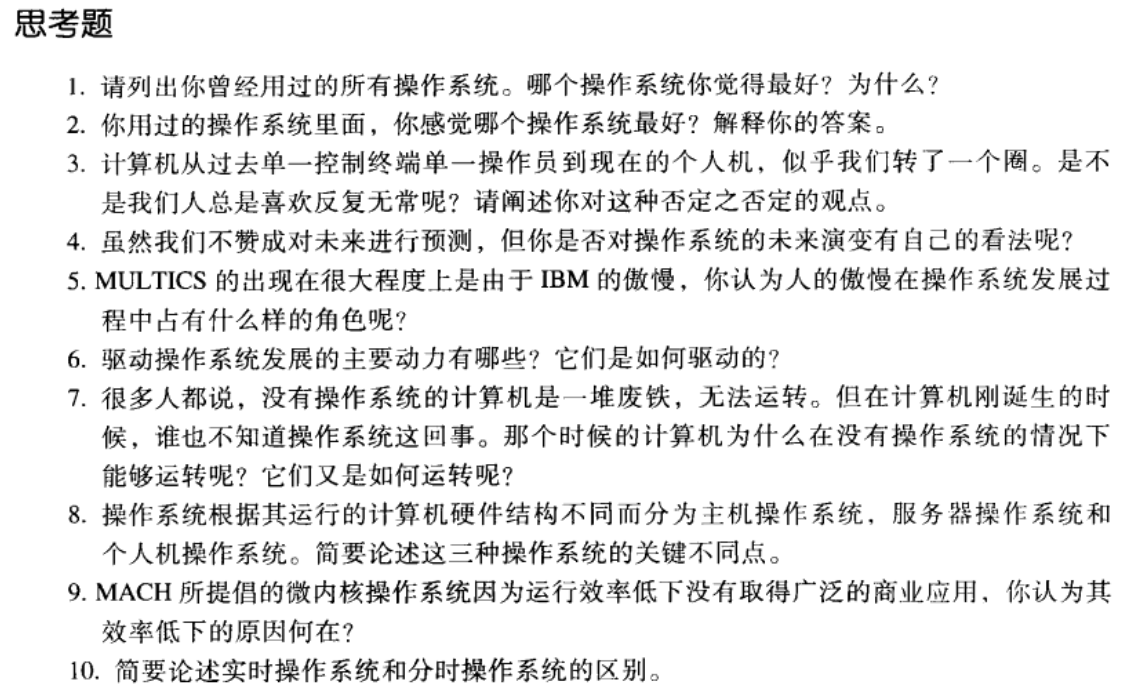 思考题
1. 请列出你曾经用过的所有操作系统。哪个操作系统你觉得最好？为什么？
2. 你用过的操作系统里面，你感觉哪个操作系统最好？解释你的答案。
3. 计算机从过去单一控制终端单一操作员到现在的个人机，似乎我们转了一个圈。是不
是我们人总是喜欢反复无常呢？请阐述你对这种否定之否定的观点。
4. 虽然我们不赞成对未来进行预测，但你是否对操作系统的未来演变有自己的看法呢？
5. MULTICS 的出现在很大程度上是由于 IBM 的傲慢，你认为人的傲慢在操作系统发展过
程中占有什么样的角色呢？
6. 驱动操作系统发展的主要动力有哪些？它们是如何驱动的？
7. 很多人都说，没有操作系统的计算机是一堆废铁，无法运转。但在计算机刚诞生的时
候，谁也不知道操作系统这回事。那个时候的计算机为什么在没有操作系统的情况下
能够运转呢？它们又是如何运转呢？
8. 操作系统根据其运行的计算机硬件结构不同而分为主机操作系统，服务器操作系统和
个人机操作系统。简要论述这三种操作系统的关键不同点。
9. MACH 所提倡的微内核操作系统因为运行效率低下没有取得广泛的商业应用，你认为其
效率低下的原因何在？
10. 简要论述实时操作系统和分时操作系统的区别。